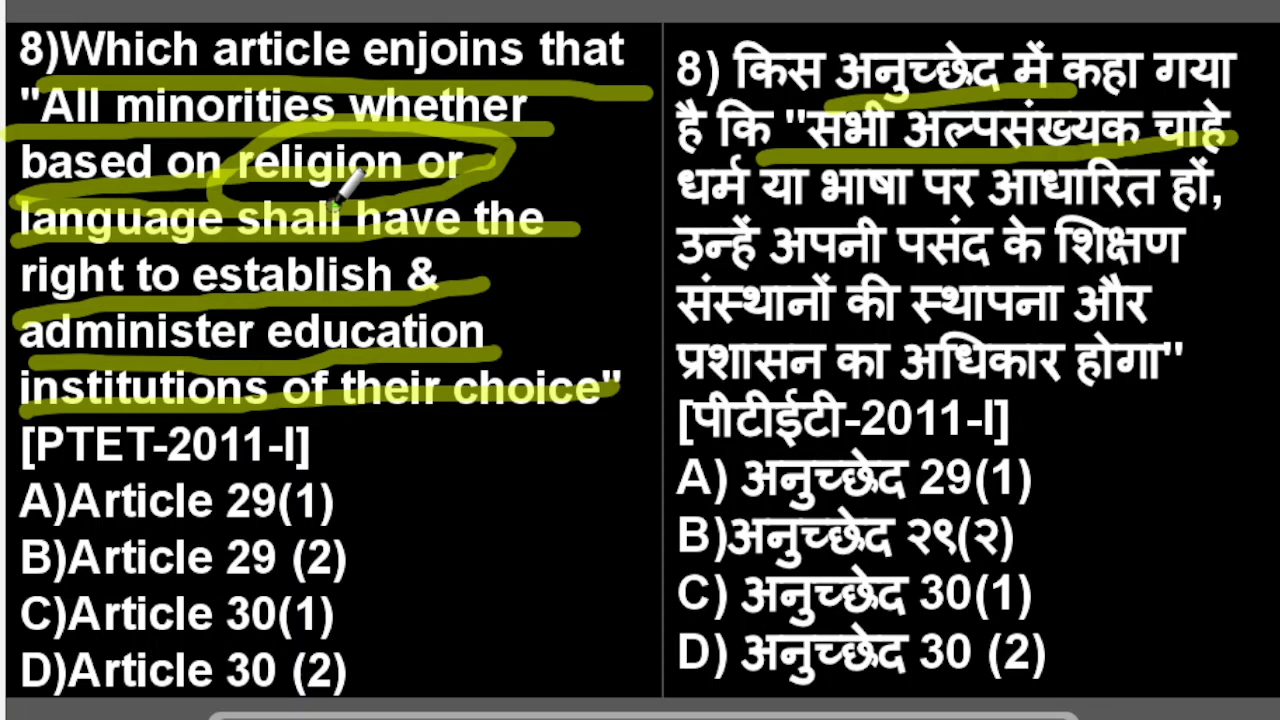 8)Which article enjoins that
"All minorities whether
based on religion or
language shall have the
right to establish &
administer education
institutions of their choice"
[PTET-2011-I]
A)Article 29(1)
B)Article 29 (2)
C)Article 30(1)
D)Article 30 (2)
8) किस अनुच्छेद में कहा गया
है कि "सभी अल्पसंख्यक चाहे
धर्म या भाषा पर आधारित हों,
उन्हें अपनी पसंद के शिक्षण
संस्थानों की स्थापना और
प्रशासन का अधिकार होगा"
[पीटीईटी-2011-I]
A) अनुच्छेद 29(1)
B)अनुच्छेद २९(२)
C) अनुच्छेद 30(1)
D) अनुच्छेद 30 (2)